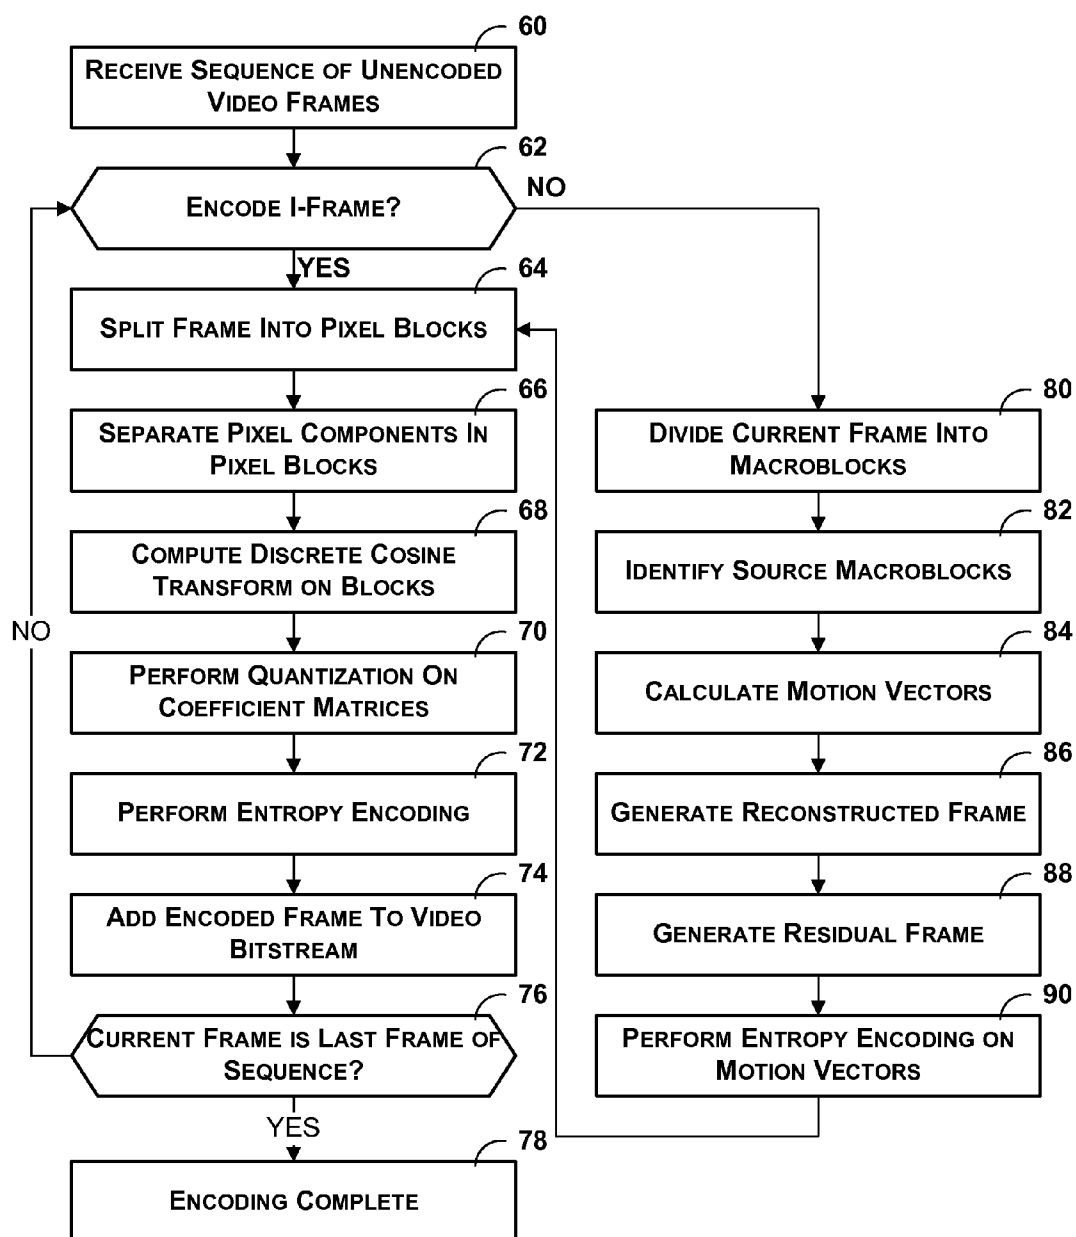 60
RECEIVE SEQUENCE OF UNENCODED
VIDEO FRAMES
62
ENCODE I-FRAME?
NO
YES
64
SPLIT FRAME INTO PIXEL BLOCKS
66
SEPARATE PIXEL COMPONENTS IN
PIXEL BLOCKS
68
COMPUTE DISCRETE COSINE
TRANSFORM ON BLOCKS
NO
70
PERFORM QUANTIZATION ON
COEFFICIENT MATRICES
72
PERFORM ENTROPY ENCODING
74
ADD ENCODED FRAME TO VIDEO
BITSTREAM
76
CURRENT FRAME IS LAST FRAME OF
SEQUENCE?
YES
78
ENCODING COMPLETE
80
DIVIDE CURRENT FRAME INTO
MACROBLOCKS
82
IDENTIFY SOURCE MACROBLOCKS
84
CALCULATE MOTION VECTORS
86
GENERATE RECONSTRUCTED FRAME
88
GENERATE RESIDUAL FRAME
90
PERFORM ENTROPY ENCODING ON
MOTION VECTORS